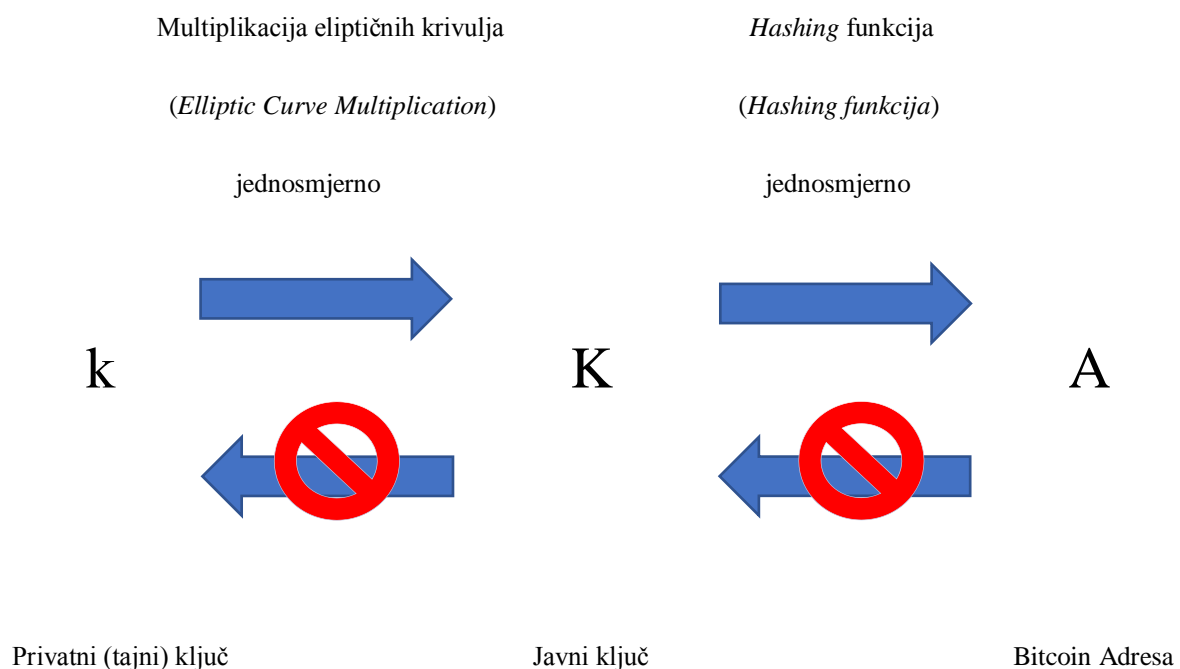 Multiplikacija eliptičnih krivulja
Hashing funkcija
(Elliptic Curve Multiplication)
(Hashing funkcija)
jednosmjerno
jednosmjerno
k
K
A
Privatni (tajni) ključ
Javni ključ
Bitcoin Adresa